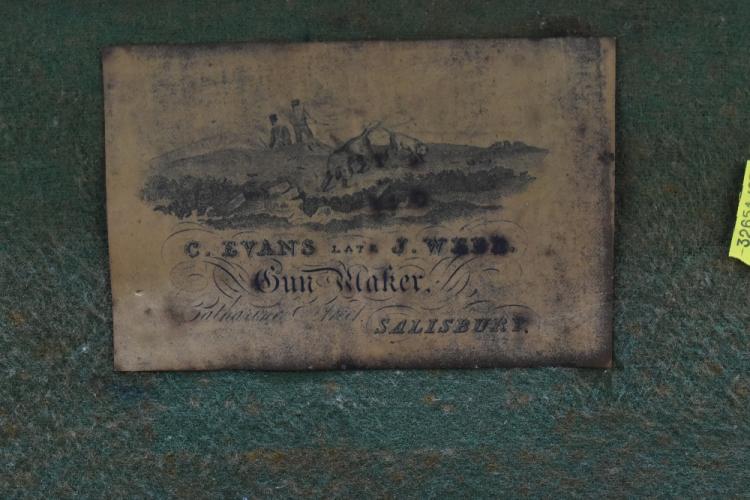 C. EVANS LATE J. WEBB.
Gun Maker,
Catharine Street
SALISBURY.